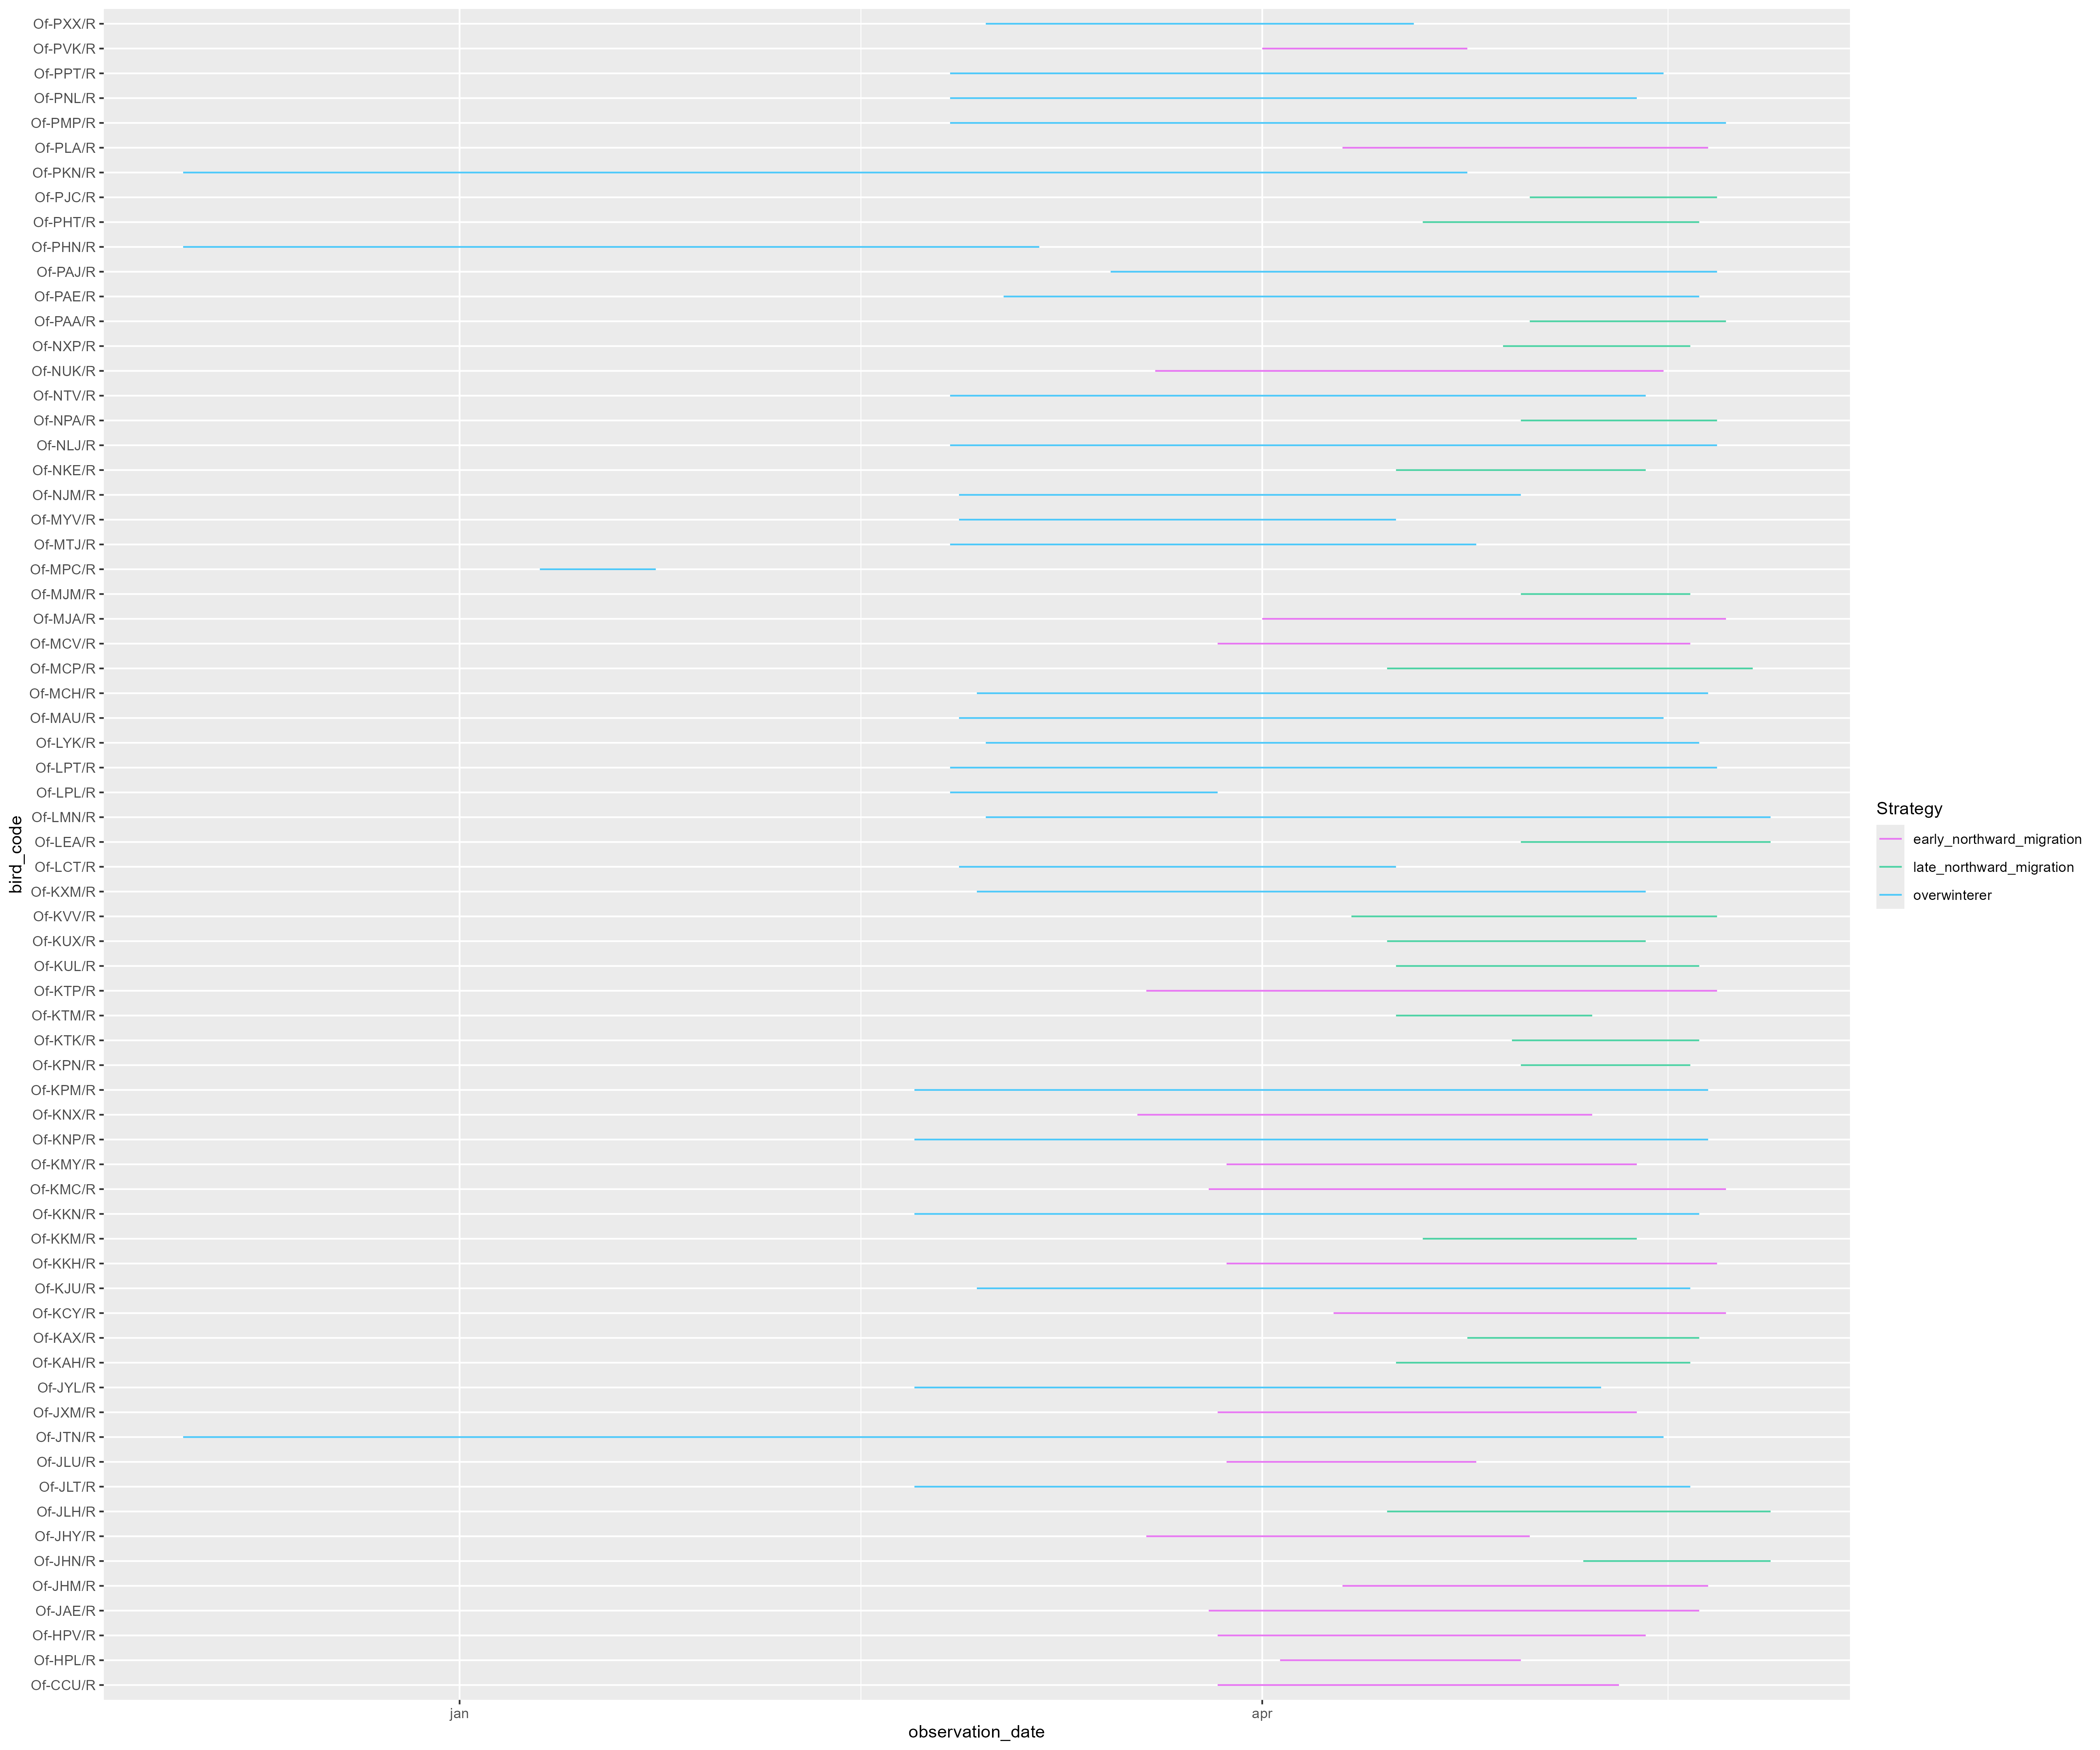 Of-PXX/R
Of-PVK/R
Of-PPT/R
Of-PNL/R
Of-PMP/R
Of-PLA/R
Of-PKN/R
Of-PJC/R
Of-PHT/R
Of-PHN/R
Of-PAJ/R
Of-PAE/R
Of-PAA/R
Of-NXP/R
Of-NUK/R
Of-NTV/R
Of-NPA/R
Of-NLJ/R
Of-NKE/R
Of-NJM/R
Of-MYV/R
Of-MTJ/R
Of-MPC/R
Of-MJM/R
Of-MJA/R
Of-MCV/R
Of-MCP/R
Of-MCH/R
Of-MAU/R
Of-LYK/R
Of-LPT/R
Of-LPL/R
Of-LMN/R
Of-LEA/R
Of-LCT/R
Of-KXM/R
Of-KVV/R
Of-KUX/R
Of-KUL/R
Of-KTP/R
Of-KTM/R
Of-KTK/R
Of-KPN/R
Of-KPM/R
Of-KNX/R
Of-KNP/R
Of-KMY/R
Of-KMC/R
Of-KKN/R
Of-KKM/R
Of-KKH/R
Of-KJU/R
Of-KCY/R
Of-KAX/R
Of-KAH/R
Of-JYL/R
Of-JXM/R
Of-JTN/R
Of-JLU/R
Of-JLT/R
Of-JLH/R
Of-JHY/R
Of-JHN/R
Of-JHM/R
Of-JAE/R
Of-HPV/R
Of-HPL/R
Of-CCU/R
bird_code
jan
apr
observation_date
Strategy
early_northward_migration
late_northward_migration
overwinterer